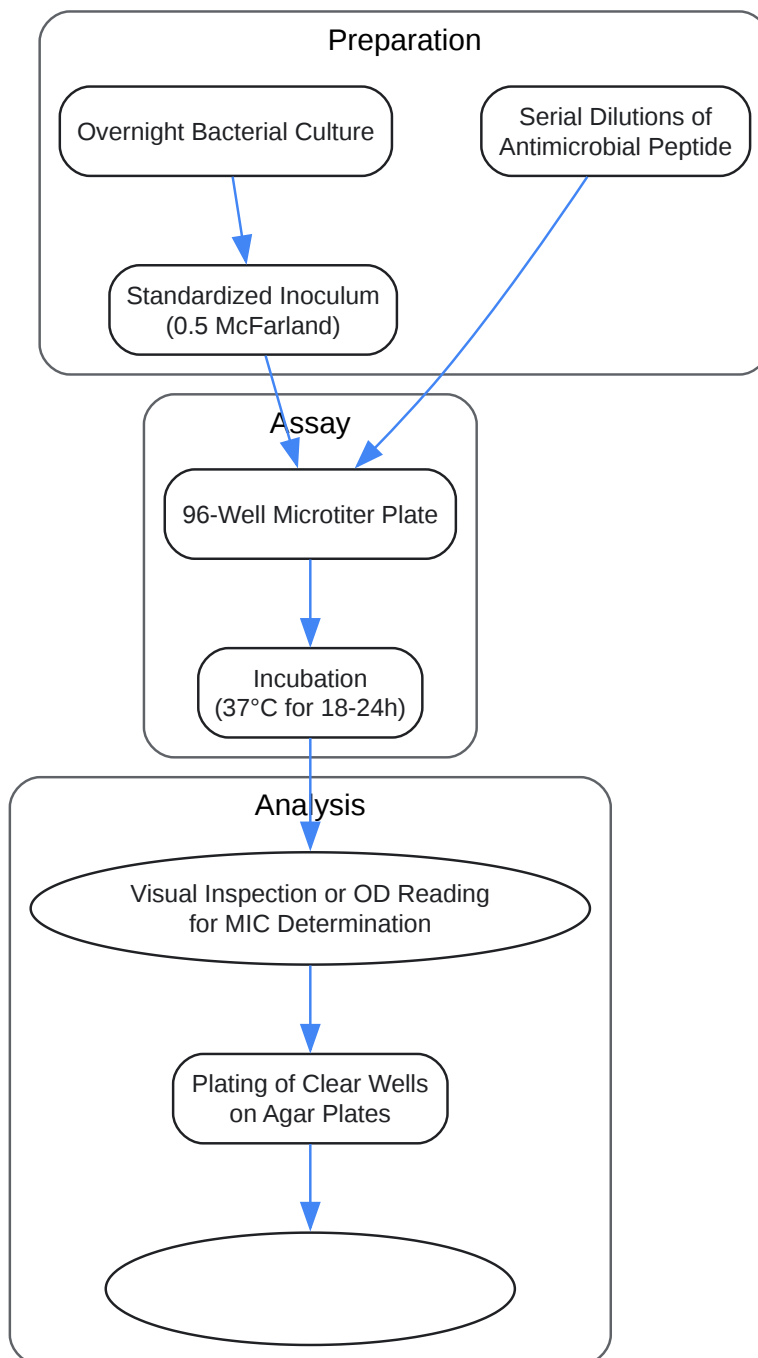 Preparation
Overnight Bacterial Culture
Serial Dilutions of
Antimicrobial Peptide
Standardized Inoculum
(0.5 McFarland)
Assay
96-Well Microtiter Plate
Incubation
(37°C for 18-24h)
Analysis
Visual Inspection or OD Reading
for MIC Determination
Plating of Clear Wells
on Agar Plates